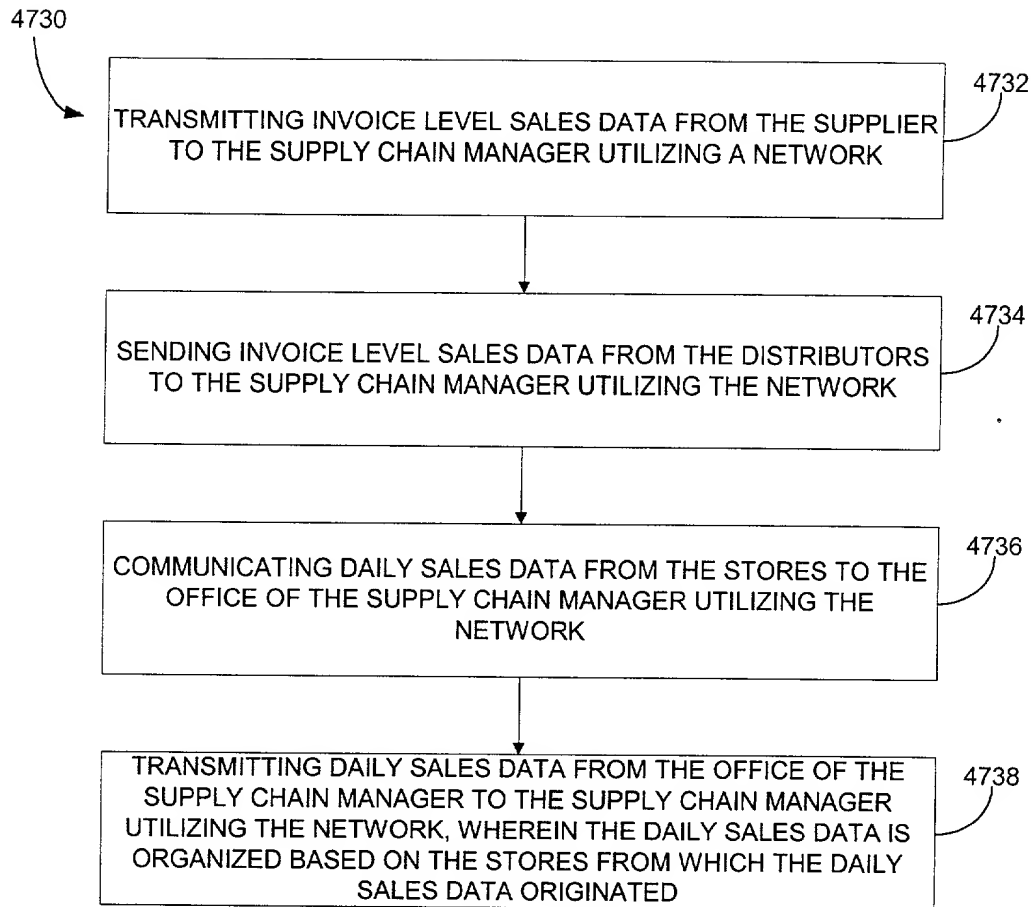 4730
4732
TRANSMITTING INVOICE LEVEL SALES DATA FROM THE SUPPLIER
TO THE SUPPLY CHAIN MANAGER UTILIZING A NETWORK
4734
SENDING INVOICE LEVEL SALES DATA FROM THE DISTRIBUTORS
TO THE SUPPLY CHAIN MANAGER UTILIZING THE NETWORK
4736
COMMUNICATING DAILY SALES DATA FROM THE STORES TO THE
OFFICE OF THE SUPPLY CHAIN MANAGER UTILIZING THE
NETWORK
4738
TRANSMITTING DAILY SALES DATA FROM THE OFFICE OF THE
SUPPLY CHAIN MANAGER TO THE SUPPLY CHAIN MANAGER
UTILIZING THE NETWORK, WHEREIN THE DAILY SALES DATA IS
ORGANIZED BASED ON THE STORES FROM WHICH THE DAILY
SALES DATA ORIGINATED